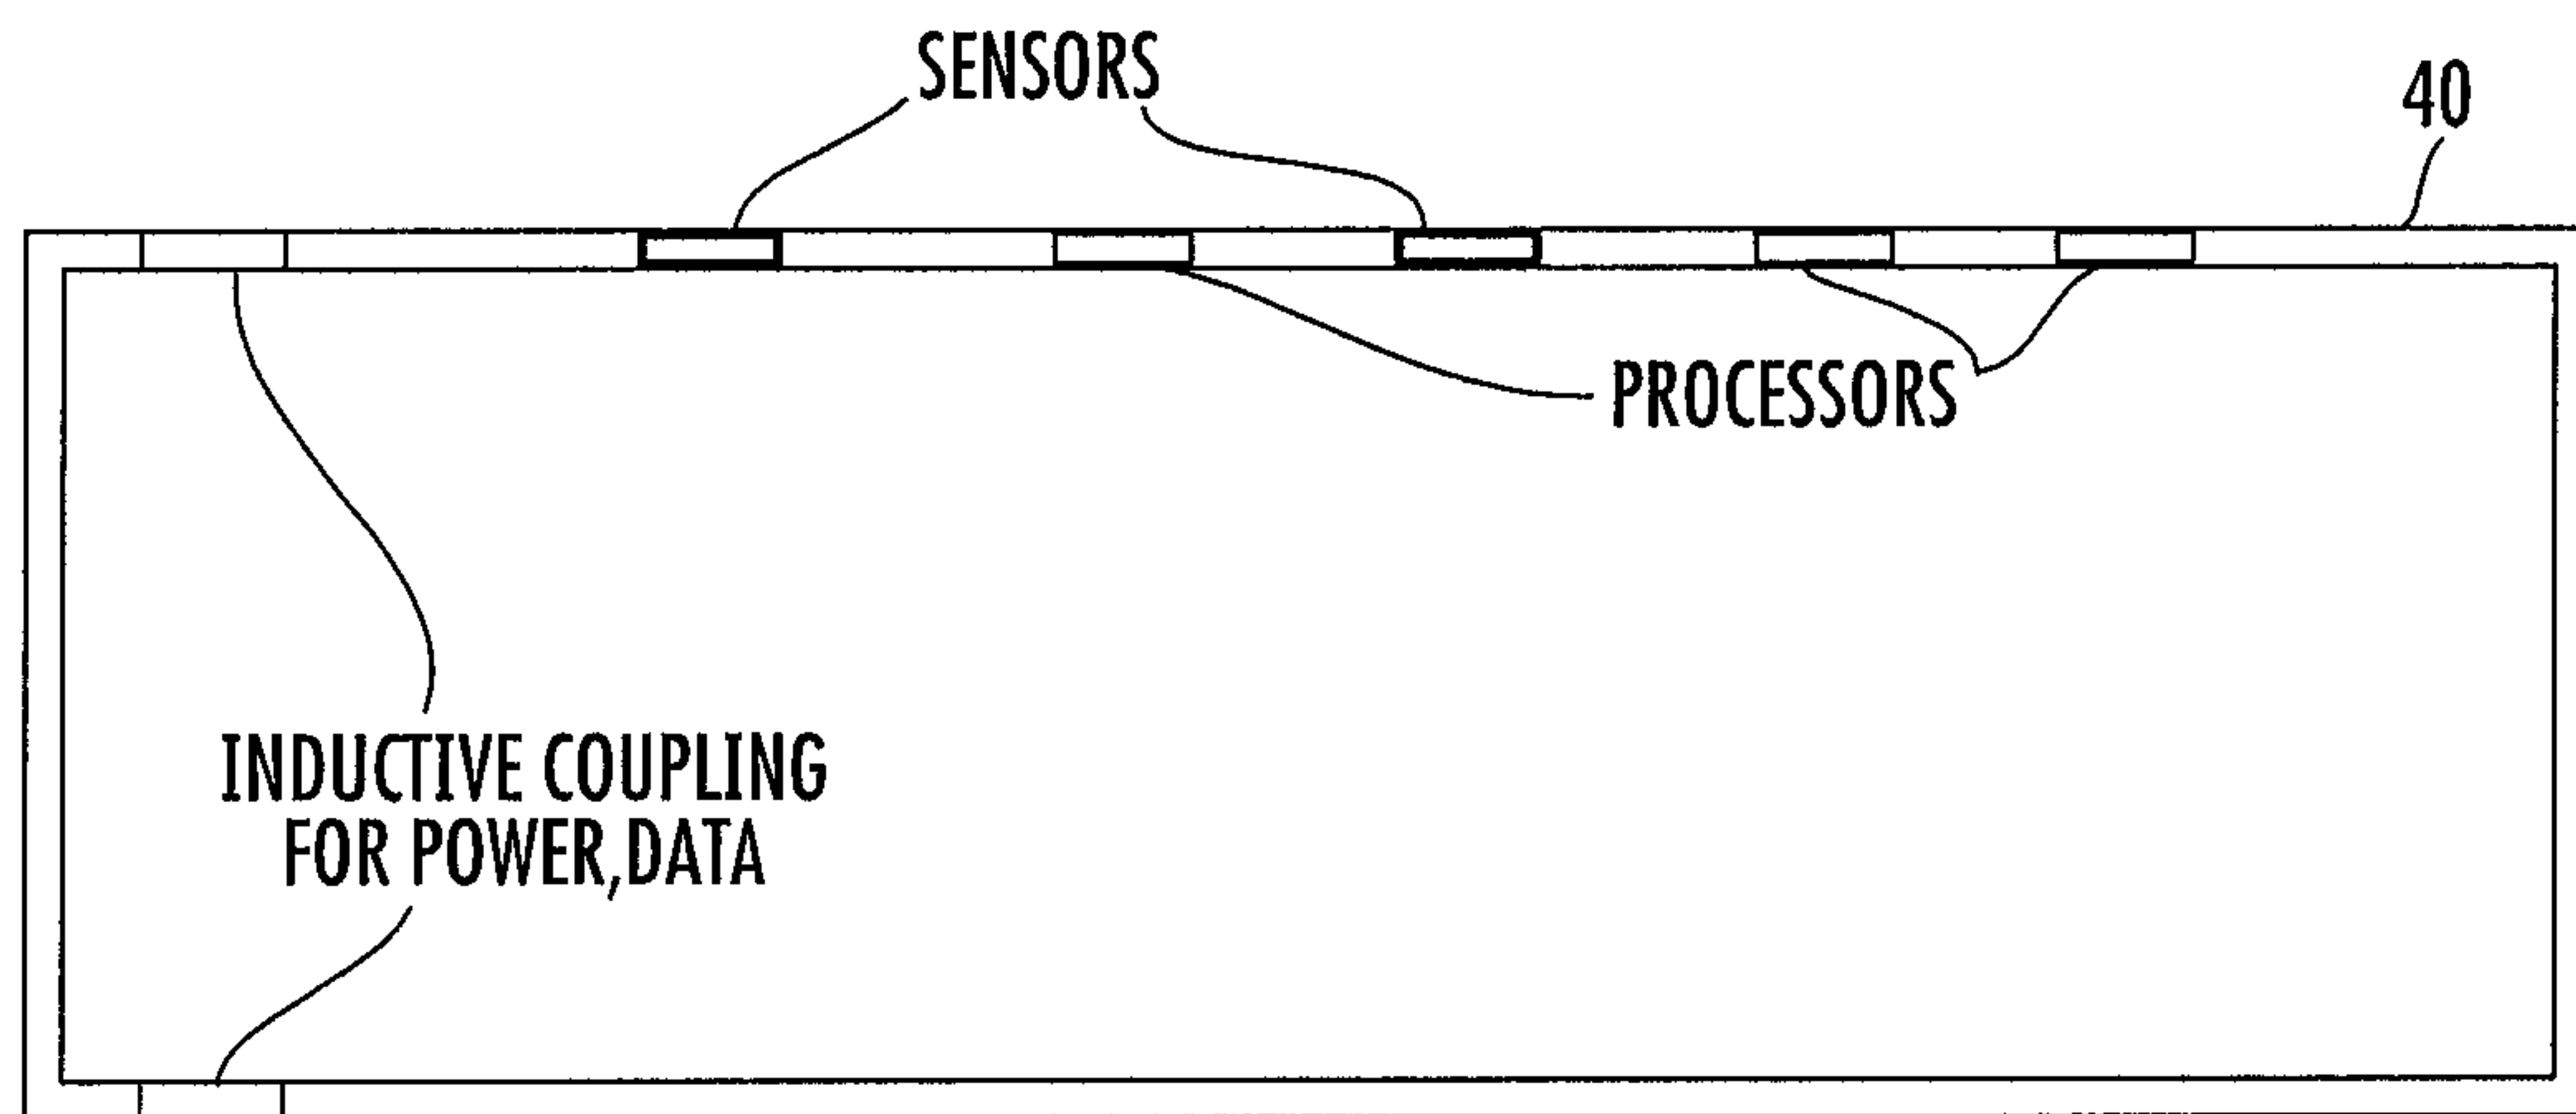 SENSORS
40
PROCESSORS
INDUCTIVE COUPLING
FOR POWER,DATA